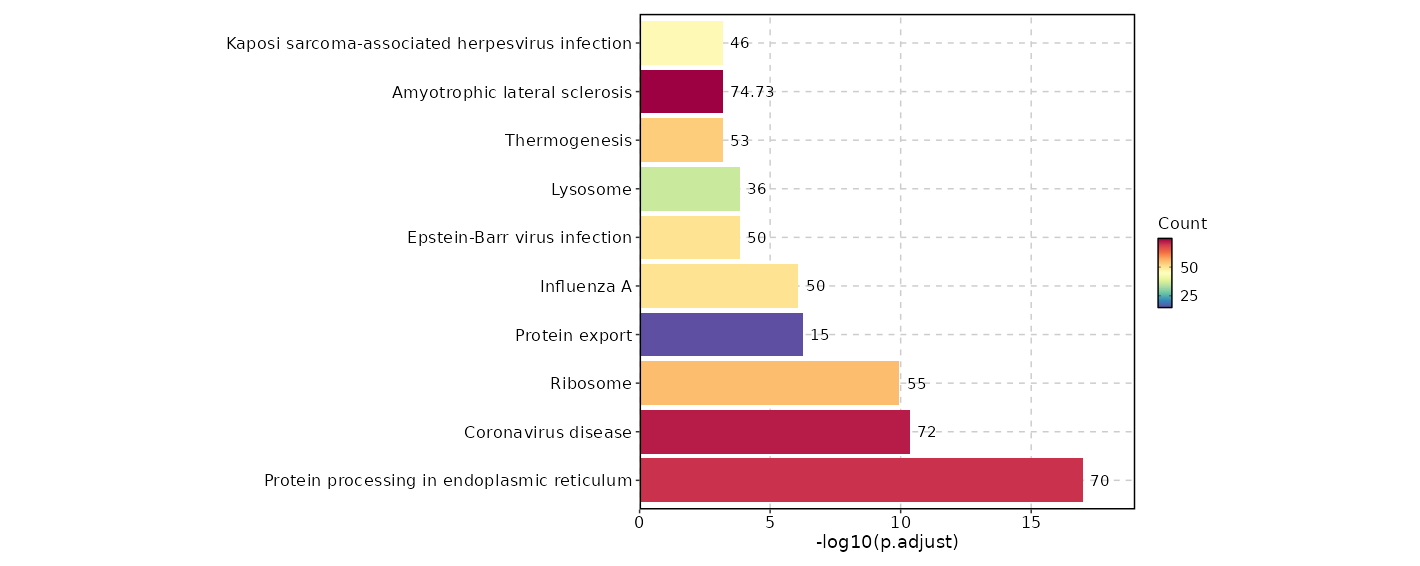 Kaposi sarcoma-associated herpesvirus infection 46
Amyotrophic lateral sclerosis 74.73
Thermogenesis 53
Lysosome 36
Epstein-Barr virus infection 50
Influenza A 50
Protein export 15
Ribosome 55
Coronavirus disease 72
Protein processing in endoplasmic reticulum 70
0 5 10 15
-log10(p.adjust)
Count
50
25